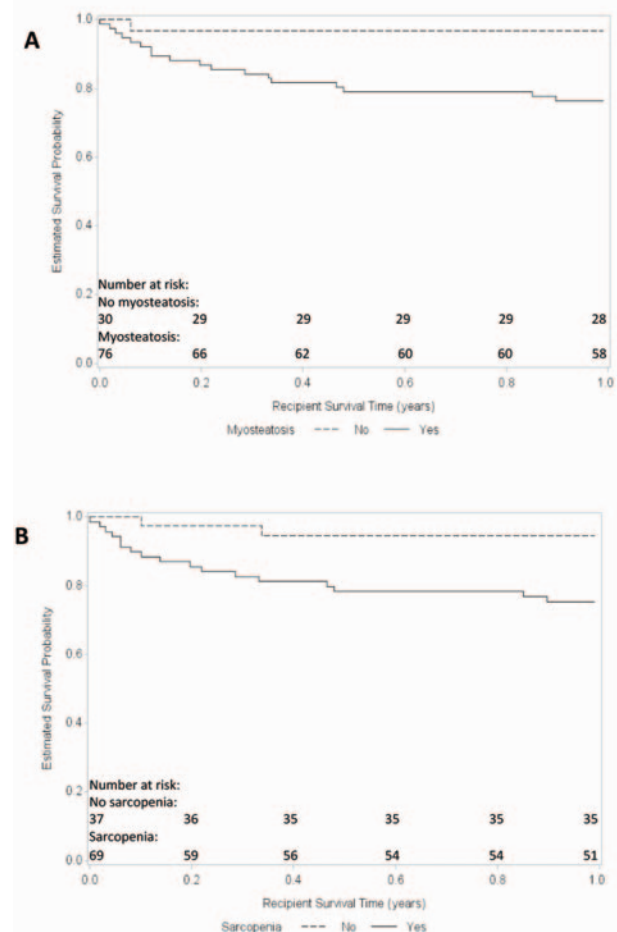 A
1.0
0.8
0.6
0.4
0.2
0.0
Estimated Survival Probability
Number at risk:
No myosteatosis:
30 29 29 29 29 28
Myosteatosis:
76 66 62 60 60 58
0.0 0.2 0.4 0.6 0.8 1.0
Recipient Survival Time (years)
Myosteatosis No Yes
B
1.0
0.8
0.6
0.4
0.2
0.0
Estimated Survival Probability
Number at risk:
No sarcopenia:
37 36 35 35 35 35
Sarcopenia:
69 59 56 54 54 51
0.0 0.2 0.4 0.6 0.8 1.0
Recipient Survival Time (years)
Sarcopenia No Yes